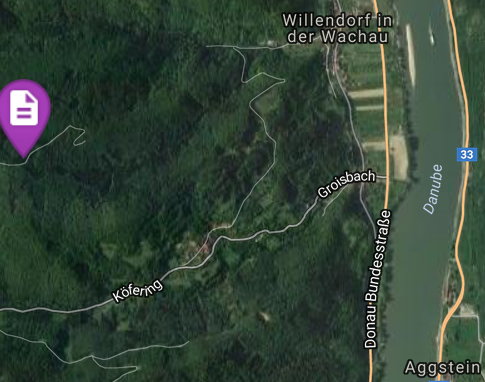 Willendorf in
der Wachau
33
Danube
Groisbach
Donau-Bundesstraße
Köfering
Aggstein